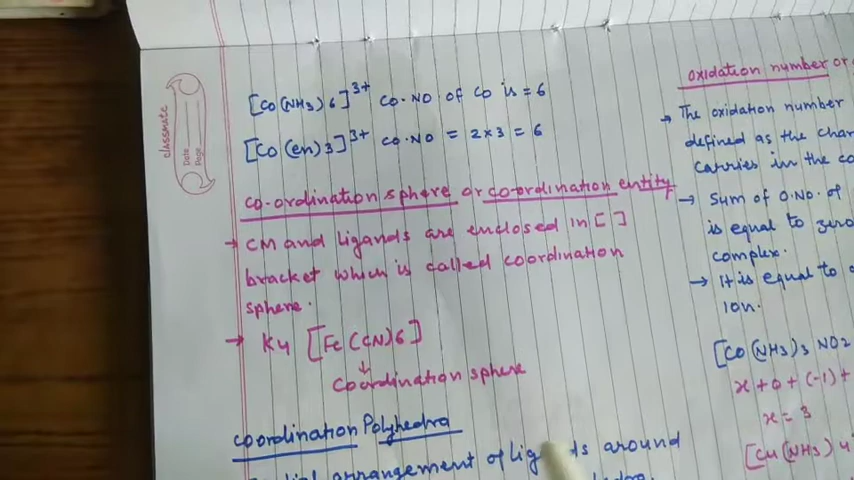 classmate
Date
Page
[Co(NH3)6]3+ Co.NO of Co is = 6
[Co(en)3]3+ Co.NO = 2×3 = 6
co-ordination sphere or co-ordination entity
→ CM and ligands are enclosed in [ ]
bracket which is called coordination
sphere.
→ K4 [Fe(CN)6]
↓
Coordination sphere
coordination Polyhedra
arrangement of ligands around
oxidation number or
→ The oxidation number
defined as the
carries in the
→ Sum of O.NO. of
is equal to zero
complex.
→ It is equal to
ion.
[Co(NH3)3 NO2
x + 0 + (-1) +
x = 3
[Cu(NH3)4